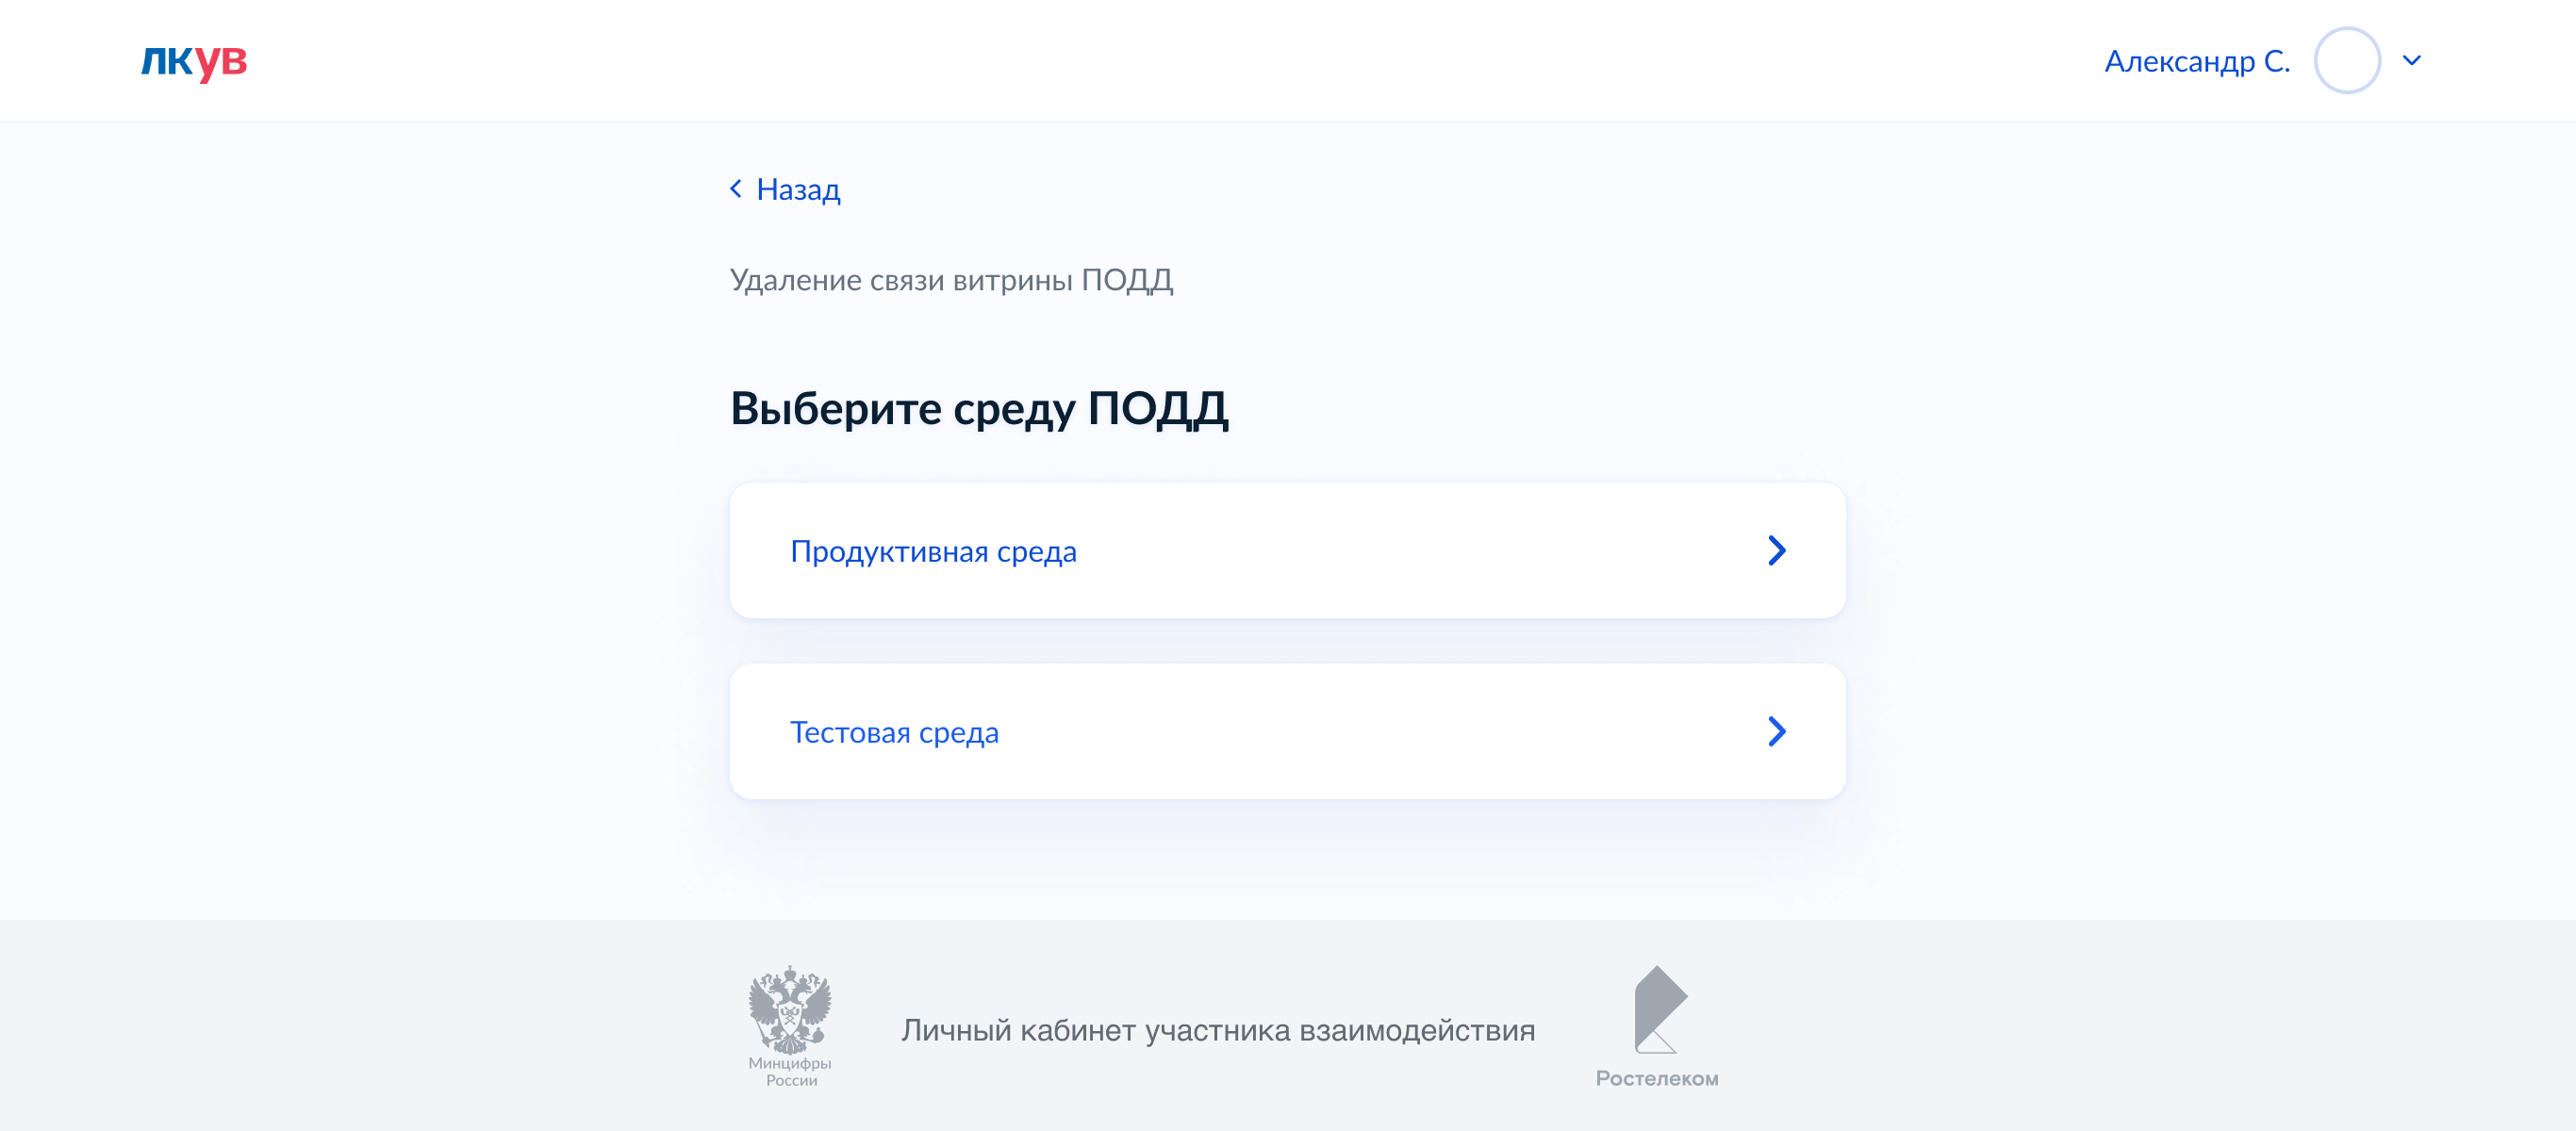 лкув
Александр С.
Назад
Удаление связи витрины ПОДД
Выберите среду ПОДД
Продуктивная среда
Тестовая среда
Минцифры
России
Личный кабинет участника взаимодействия
Ростелеком